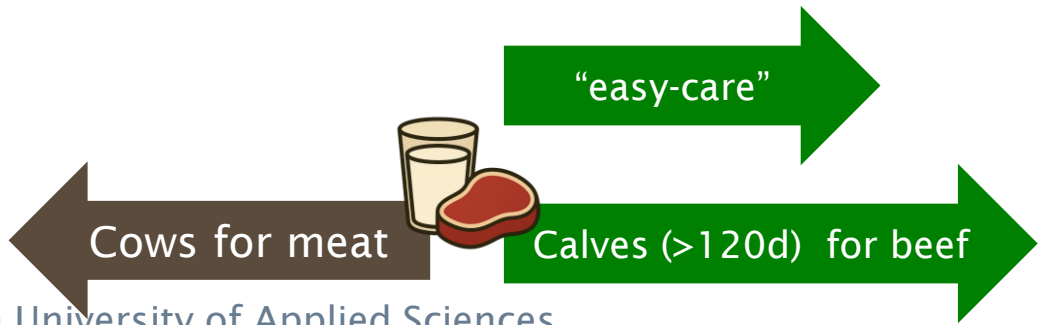 “easy-care”
Cows for meat
Calves (>120d) for beef
University of Applied Sciences